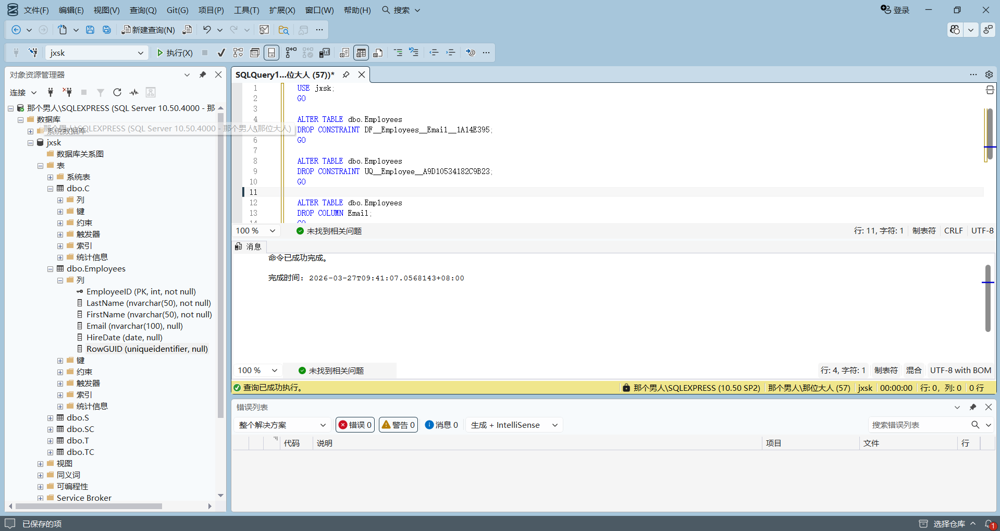 文件(F) 编辑(E) 视图(V) 查询(Q) Git(G) 项目(P) 工具(T) 扩展(X) 窗口(W) 帮助(H) 搜索 登录
新建查询(N)
jxsk 执行(X)
对象资源管理器
连接
那个男人\SQLEXPRESS (SQL Server 10.50.4000 - 那
数据库
系统数据库
那个男人\SQLEXPRESS (SQL Server 10.50.4000 - 那个男人\那位大人)
jxsk
数据库关系图
表
系统表
dbo.C
列
键
约束
触发器
索引
统计信息
dbo.Employees
列
EmployeeID (PK, int, not null)
LastName (nvarchar(50), not null)
FirstName (nvarchar(50), not null)
Email (nvarchar(100), null)
HireDate (date, null)
RowGUID (uniqueidentifier, null)
键
约束
触发器
索引
统计信息
dbo.S
dbo.SC
dbo.T
dbo.TC
视图
同义词
可编程性
Service Broker
SQLQuery1...位大人 (57))*
1 USE jxsk;
2 GO
3
4 ALTER TABLE dbo.Employees
5 DROP CONSTRAINT DF__Employees__Email__1A14E395;
6 GO
7
8 ALTER TABLE dbo.Employees
9 DROP CONSTRAINT UQ__Employee__A9D10534182C9B23;
10 GO
11
12 ALTER TABLE dbo.Employees
13 DROP COLUMN Email;
14 GO
100 % 未找到相关问题 行: 11, 字符: 1 制表符 CRLF UTF-8
消息
命令已成功完成。
完成时间: 2026-03-27T09:41:07.0568143+08:00
100 % 未找到相关问题 行: 4, 字符: 1 制表符 混合 UTF-8 with BOM
查询已成功执行。 那个男人\SQLEXPRESS (10.50 SP2) 那个男人\那位大人 (57) jxsk 00:00:00 行: 0, 列: 0 0 行
错误列表
整个解决方案 错误 0 警告 0 消息 0 生成 + IntelliSense 搜索错误列表
代码 说明 项目 文件 行
已保存的项 选择仓库 1